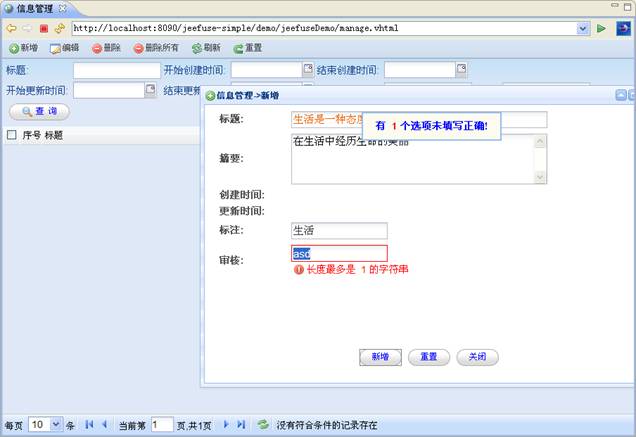 信息管理
http://localhost:8090/jeefuse-simple/demo/jeefuseDemo/manage.vhtml
新增 编辑 删除 删除所有 刷新 重置
标题: 开始创建时间: 结束创建时间:
开始更新时间: 结束更新
查 询
序号 标题
信息管理->新增
标题: 生活是一种态
有 1 个选项未填写正确!
摘要: 在生活中经历生命的美丽
创建时间:
更新时间:
标注: 生活
审核: asd
长度最多是 1 的字符串
新增 重置 关闭
每页 10 条 当前第 1 页,共1页 没有符合条件的记录存在